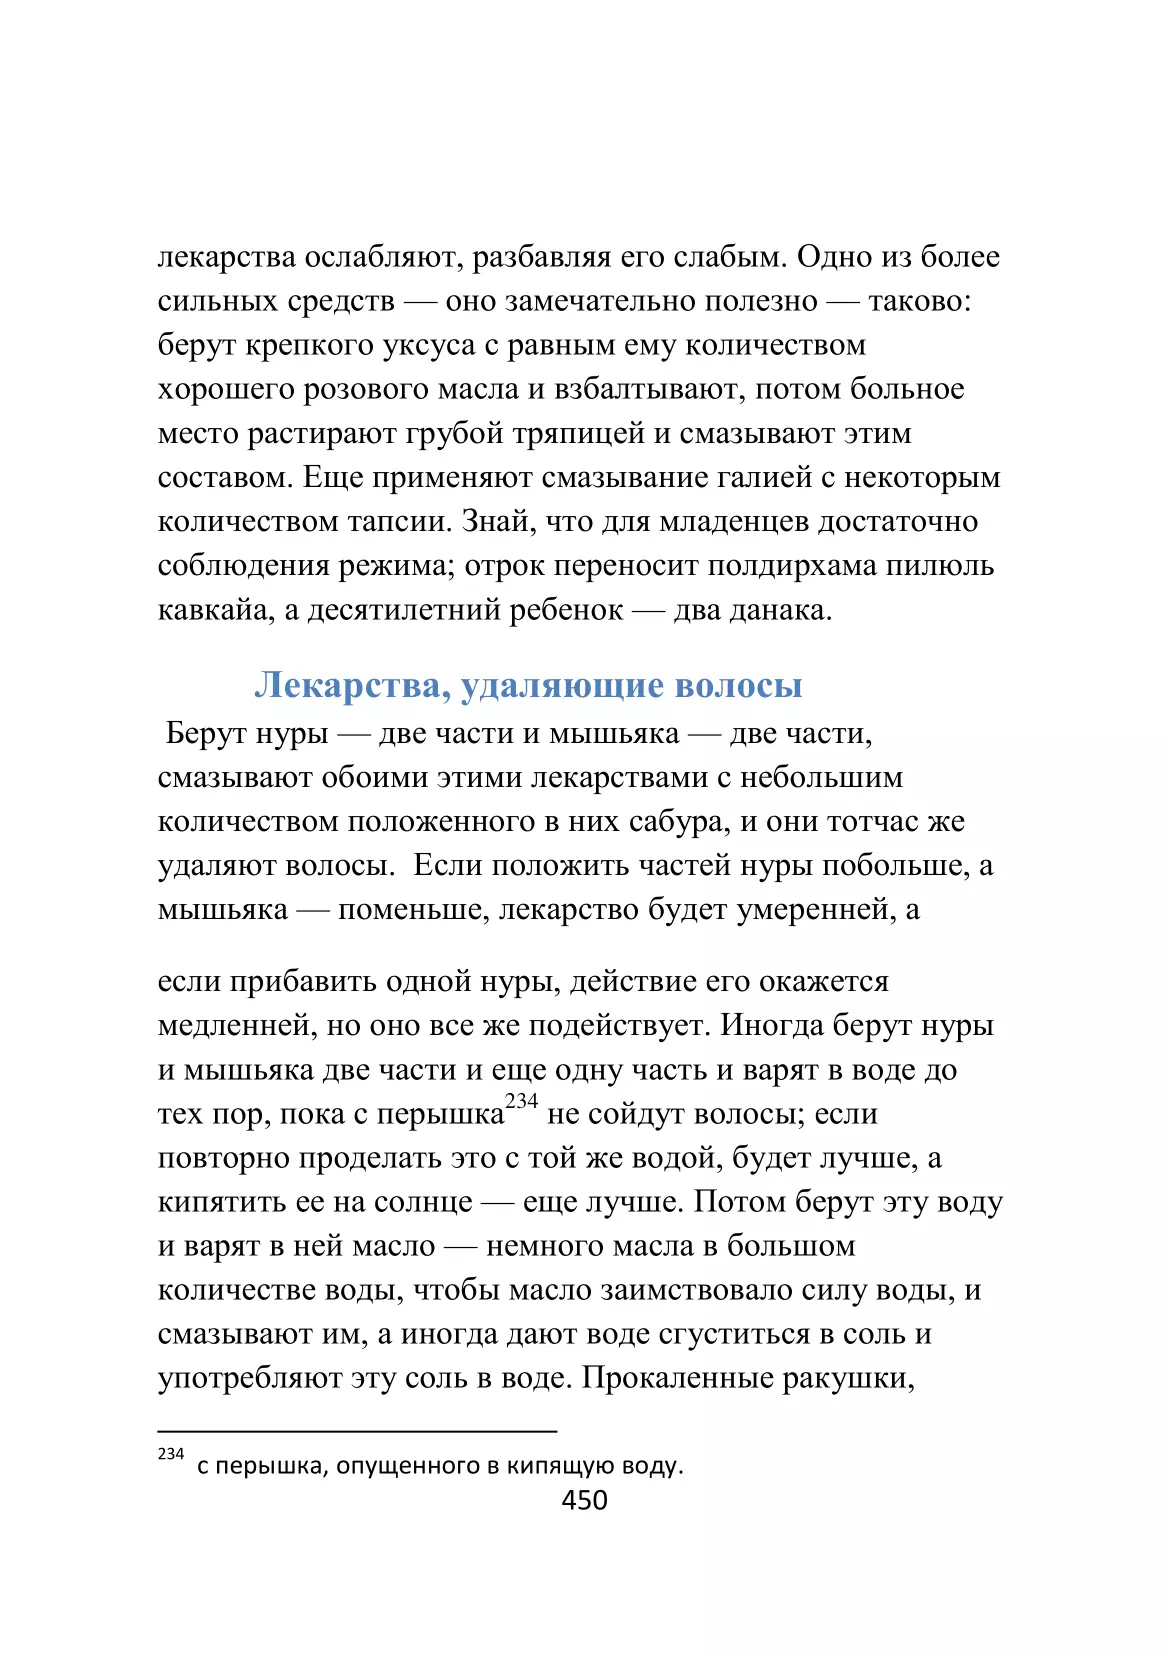 лекарства ослабляют, разбавляя его слабым. Одно из более
сильных средств — оно замечательно полезно — таково:
берут крепкого уксуса с равным ему количеством
хорошего розового масла и взбалтывают, потом больное
место растирают грубой тряпицей и смазывают этим
составом. Еще применяют смазывание галией с некоторым
количеством тапсии. Знай, что для младенцев достаточно
соблюдения режима; отрок переносит полдирхама пилюль
кавкайа, а десятилетний ребенок — два данака.
Лекарства, удаляющие волосы
Берут нуры — две части и мышьяка — две части,
смазывают обоими этими лекарствами с небольшим
количеством положенного в них сабура, и они тотчас же
удаляют волосы. Если положить частей нуры побольше, а
мышьяка — поменьше, лекарство будет умеренней, а
если прибавить одной нуры, действие его окажется
медленней, но оно все же подействует. Иногда берут нуры
и мышьяка две части и еще одну часть и варят в воде до
тех пор, пока с перышка234 не сойдут волосы; если
повторно проделать это с той же водой, будет лучше, а
кипятить ее на солнце — еще лучше. Потом берут эту воду
и варят в ней масло — немного масла в большом
количестве воды, чтобы масло заимствовало силу воды, и
смазывают им, а иногда дают воде сгуститься в соль и
употребляют эту соль в воде. Прокаленные ракушки,
234 с перышка, опущенного в кипящую воду.
450